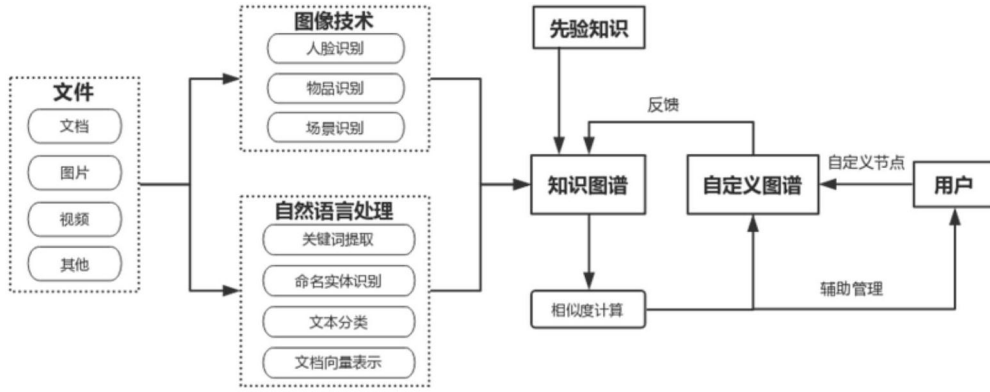 文件
文档
图片
视频
其他
图像技术
人脸识别
物品识别
场景识别
自然语言处理
关键词提取
命名实体识别
文本分类
文档向量表示
先验知识
知识图谱
相似度计算
反馈
自定义图谱
自定义节点
用户
辅助管理